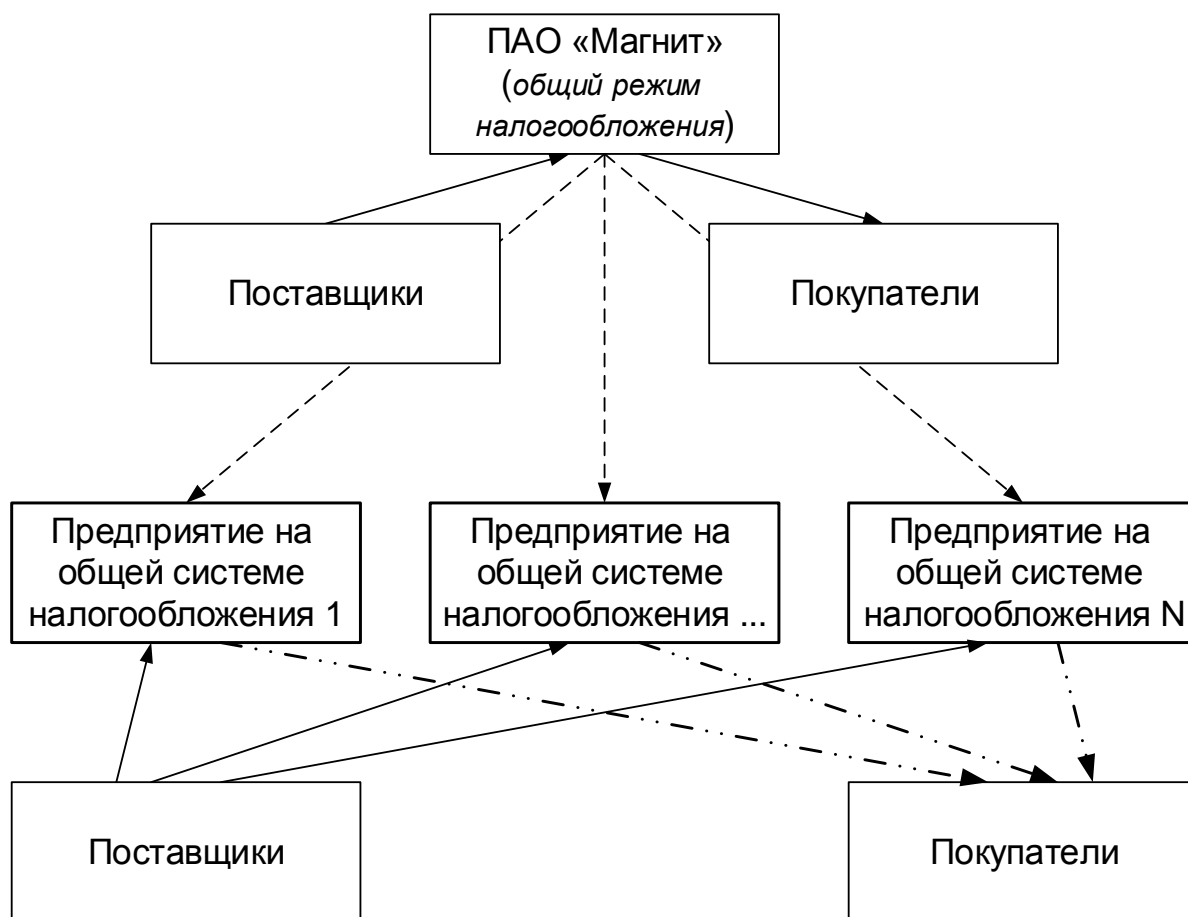 ПАО «Магнит»
(общий режим
налогообложения)
Поставщики
Покупатели
Предприятие на
общей системе
налогообложения 1
Предприятие на
общей системе
налогообложения ...
Предприятие на
общей системе
налогообложения N
Поставщики
Покупатели